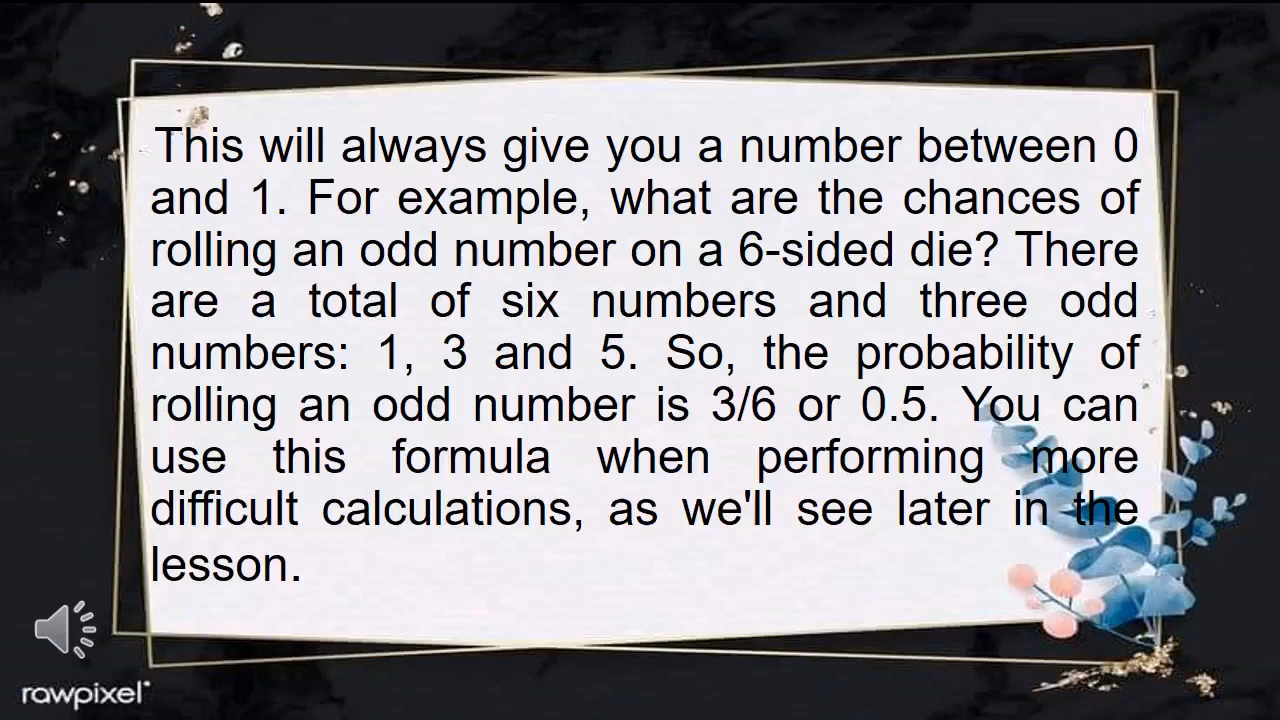 This will always give you a number between 0
and 1. For example, what are the chances of
rolling an odd number on a 6-sided die? There
are a total of six numbers and three odd
numbers: 1, 3 and 5. So, the probability of
rolling an odd number is 3/6 or 0.5. You can
use this formula when performing more
difficult calculations, as we'll see later in the
lesson.
rawpixel